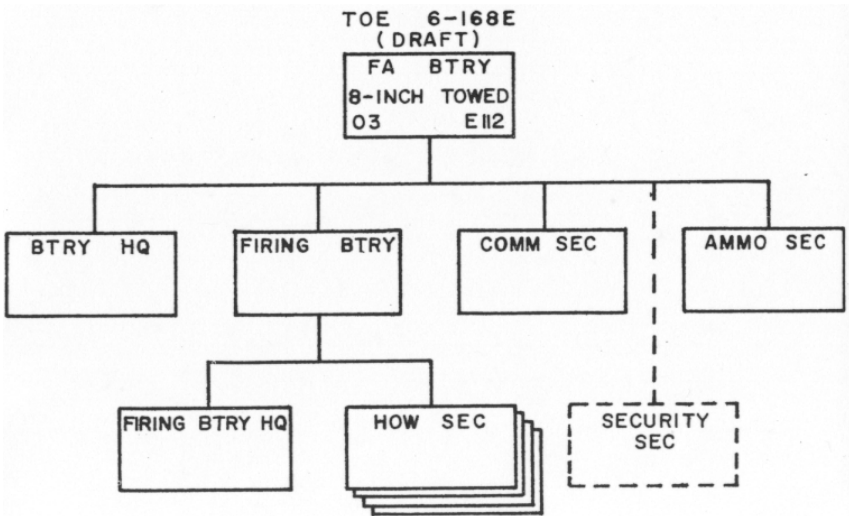 TOE 6-168E
(DRAFT)
FA BTRY
8-INCH TOWED
03 E112
BTRY HQ
FIRING BTRY
COMM SEC
AMMO SEC
FIRING BTRY HQ
HOW SEC
SECURITY
SEC